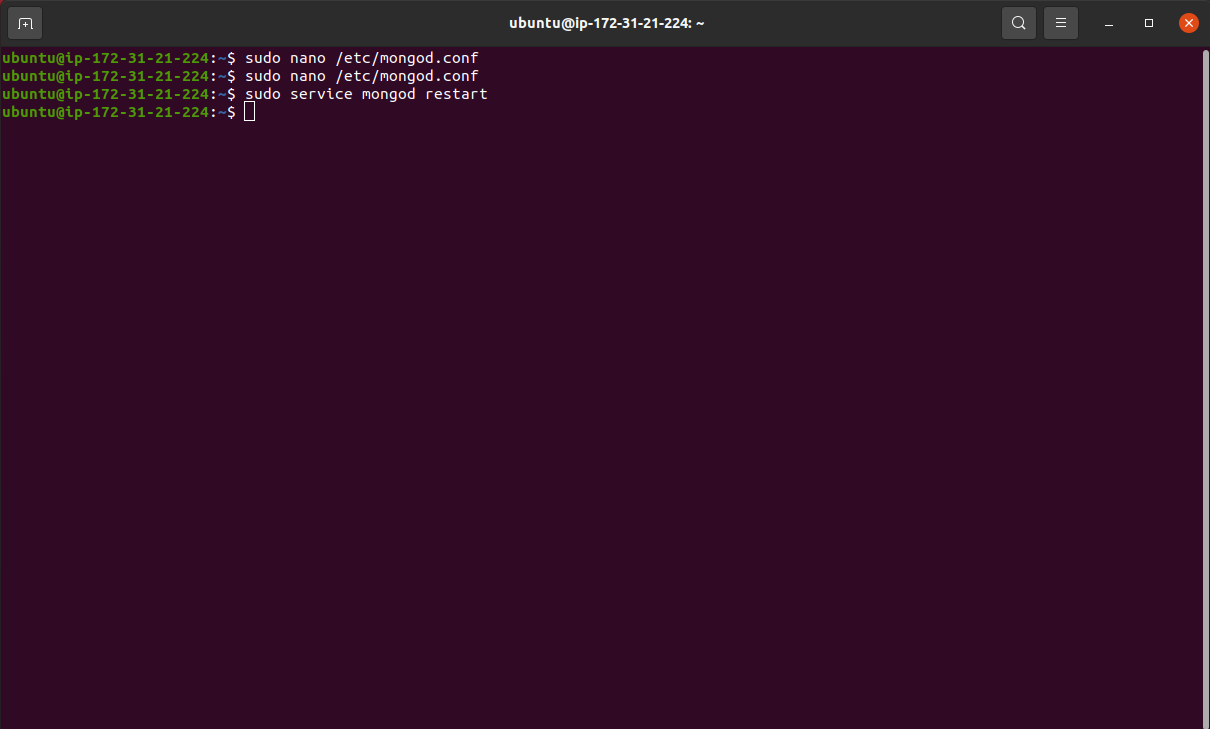 ubuntu@ip-172-31-21-224: ~
ubuntu@ip-172-31-21-224:~$ sudo nano /etc/mongod.conf
ubuntu@ip-172-31-21-224:~$ sudo nano /etc/mongod.conf
ubuntu@ip-172-31-21-224:~$ sudo service mongod restart
ubuntu@ip-172-31-21-224:~$